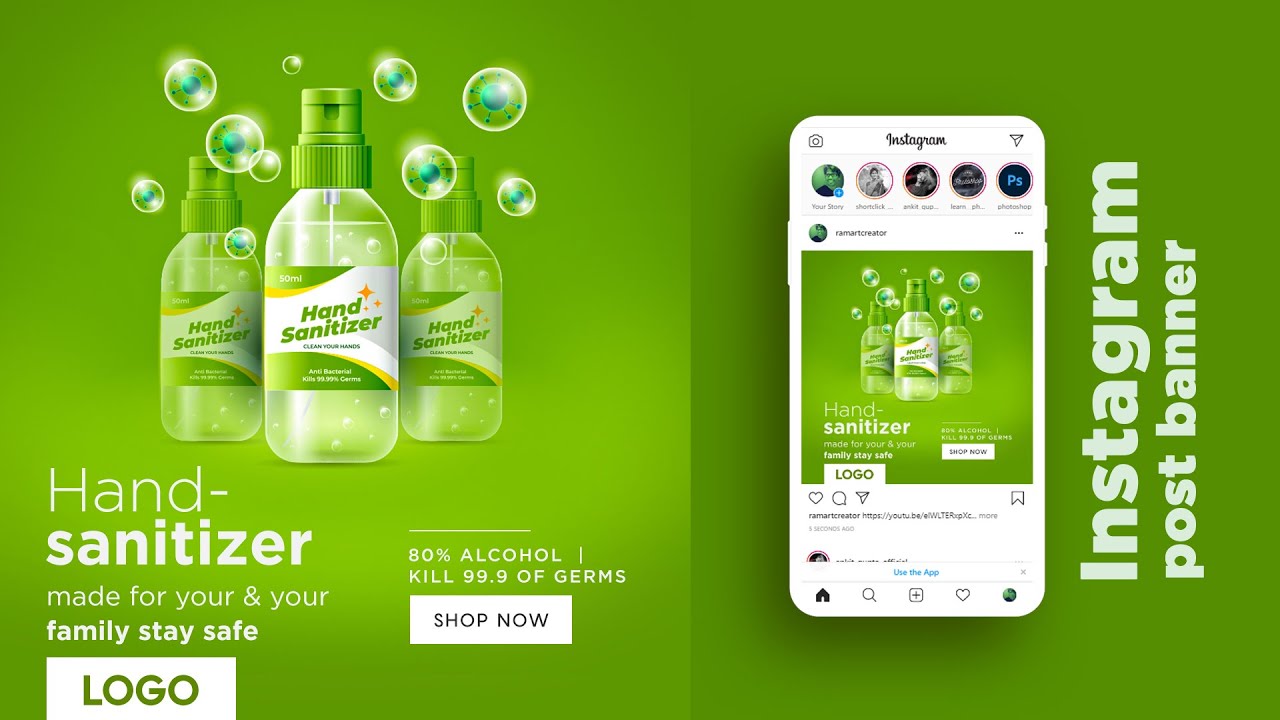 50ml
Hand
Sanitizer
CLEAN YOUR HANDS
Anti Bacterial
Kills 99.99% Germs
50ml
Hand
Sanitizer
CLEAN YOUR HANDS
Anti Bacterial
Kills 99.99% Germs
Hand
Sanitizer
CLEAN YOUR HANDS
Anti Bacterial
Kills 99.99% Germs
Hand-
sanitizer
made for your & your
family stay safe
LOGO
80% ALCOHOL |
KILL 99.9 OF GERMS
SHOP NOW
Instagram
Your Story
shortclick_...
ankit_gup...
learn_ph...
photoshop
Photoshop
Ps
ramartcreator
Hand
Sanitizer
Hand-
sanitizer
made for your & your
family stay safe
LOGO
80% ALCOHOL |
KILL 99.9 OF GERMS
SHOP NOW
ramartcreator https://youtu.be/elWLTERxpXc... more
5 SECONDS AGO
Use the App
Instagram
post banner